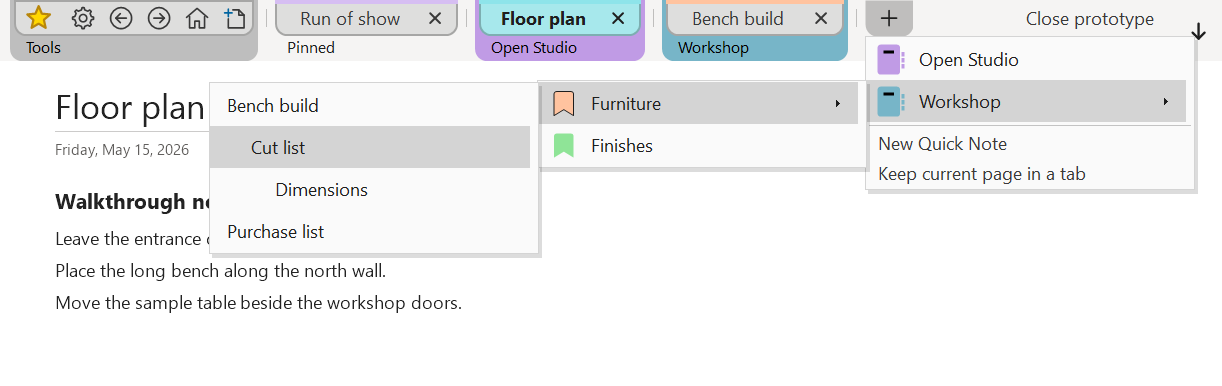 Run of show
Floor plan
Bench build
Close prototype
Tools
Pinned
Open Studio
Workshop
Open Studio
Workshop
New Quick Note
Keep current page in a tab
Furniture
Finishes
Bench build
Cut list
Dimensions
Purchase list
Floor plan
Friday, May 15, 2026
Walkthrough
Leave the entrance
Place the long bench along the north wall.
Move the sample table beside the workshop doors.